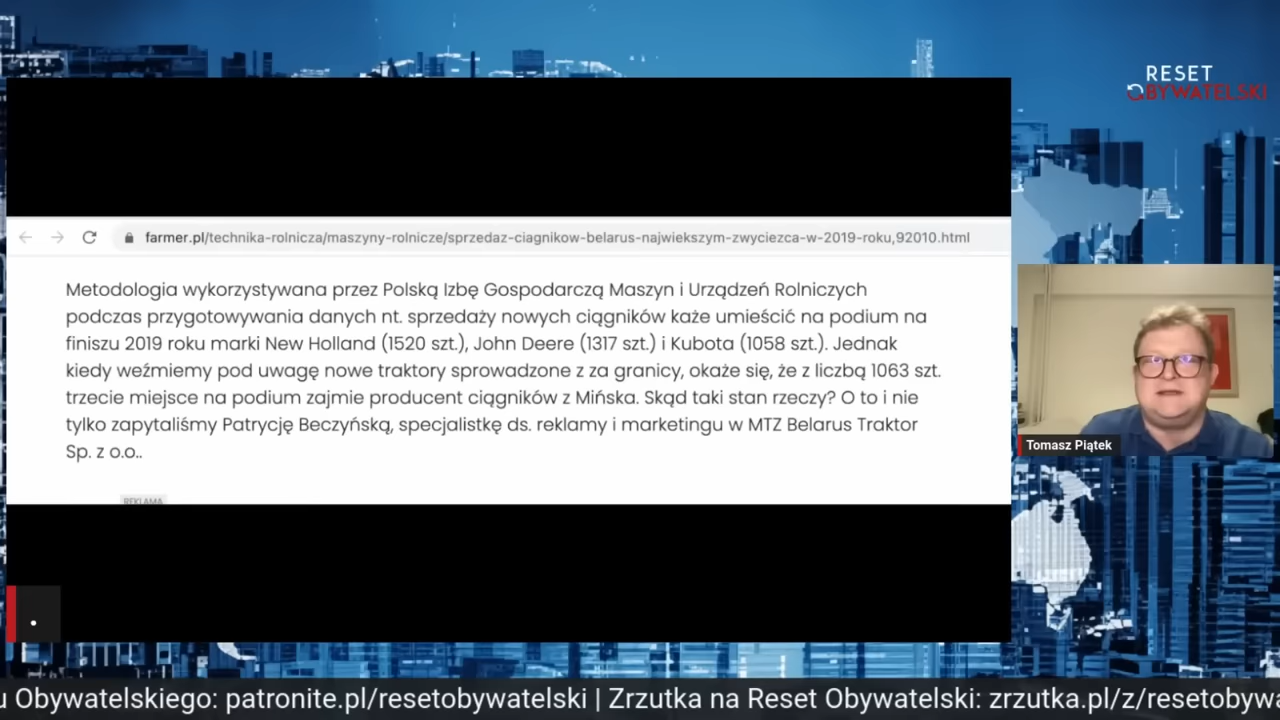 RESET
OBYWATELSKI
farmer.pl/technika-rolnicza/maszyny-rolnicze/sprzedaz-ciagnikow-belarus-najwiekszym-zwyciezca-w-2019-roku,92010.html
Metodologia wykorzystywana przez Polską Izbę Gospodarczą Maszyn i Urządzeń Rolniczych
podczas przygotowywania danych nt. sprzedaży nowych ciągników każe umieścić na podium na
finiszu 2019 roku marki New Holland (1520 szt.), John Deere (1317 szt.) i Kubota (1058 szt.). Jednak
kiedy weźmiemy pod uwagę nowe traktory sprowadzone z za granicy, okaże się, że z liczbą 1063 szt.
trzecie miejsce na podium zajmie producent ciągników z Mińska. Skąd taki stan rzeczy? O to i nie
tylko zapytaliśmy Patrycję Beczyńską, specjalistkę ds. reklamy i marketingu w MTZ Belarus Traktor
Sp. z o.o..
REKLAMA
Tomasz Piątek
.
u Obywatelskiego: patronite.pl/resetobywatelski | Zrzutka na Reset Obywatelski: zrzutka.pl/z/resetobywa